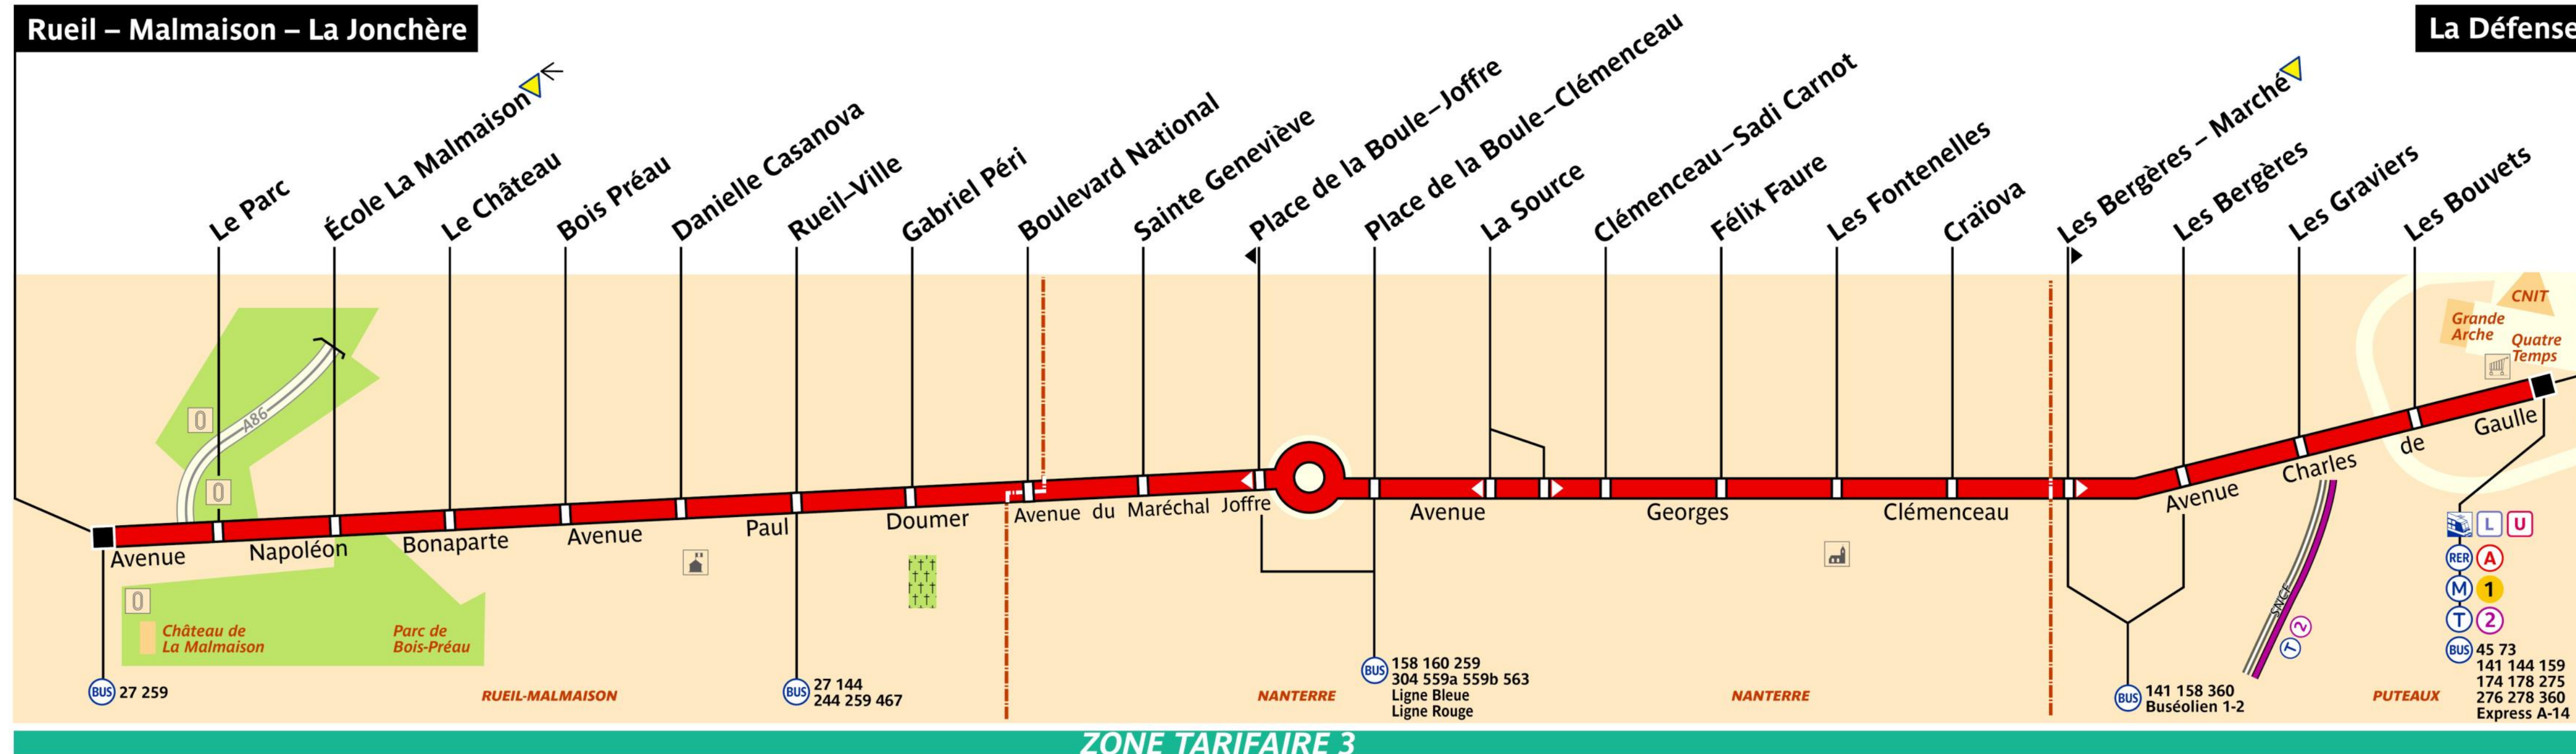 Rueil – Malmaison – La Jonchère
La Défense
Le Parc
École La Malmaison
Le Château
Bois Préau
Danielle Casanova
Rueil–Ville
Gabriel Péri
Boulevard National
Sainte Geneviève
Place de la Boule–Joffre
Place de la Boule–Clémenceau
La Source
Clémenceau–Sadi Carnot
Félix Faure
Les Fontenelles
Craïova
Les Bergères – Marché
Les Bergères
Les Graviers
Les Bouvets
CNIT
Grande
Arche
Quatre
Temps
A86
Avenue Napoléon Bonaparte
Avenue Paul Doumer
Avenue du Maréchal Joffre
Avenue Georges Clémenceau
Avenue Charles de Gaulle
Château de
La Malmaison
Parc de
Bois-Préau
SNCF
T 2
L U
RER A
M 1
T 2
BUS 45 73
141 144 159
174 178 275
276 278 360
Express A-14
BUS 27 259
RUEIL-MALMAISON
BUS 27 144
244 259 467
NANTERRE
BUS 158 160 259
304 559a 559b 563
Ligne Bleue
Ligne Rouge
NANTERRE
BUS 141 158 360
Buséolien 1-2
PUTEAUX
ZONE TARIFAIRE 3